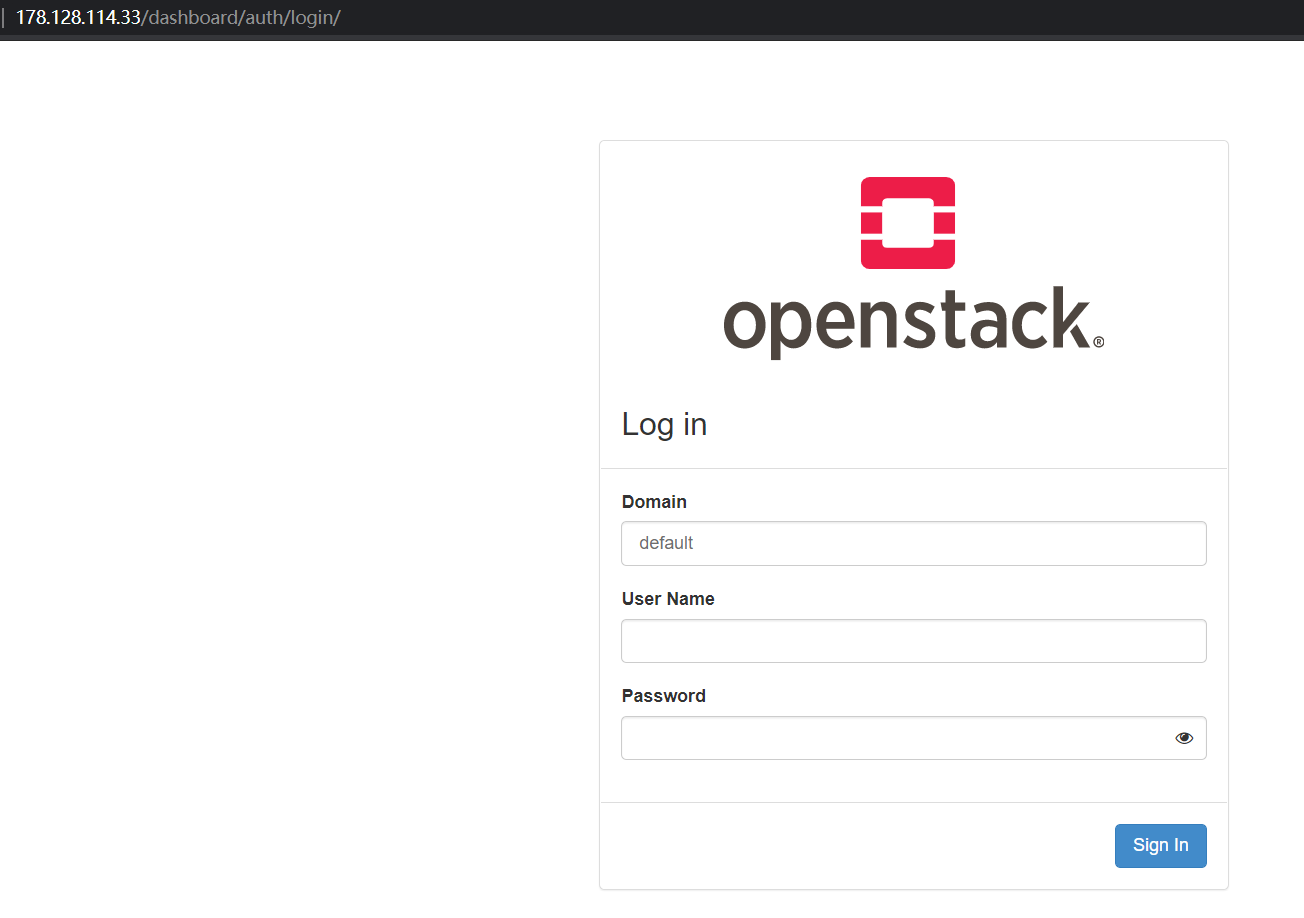 178.128.114.33/dashboard/auth/login/
openstack.®
Log in
Domain
default
User Name
Password
Sign In